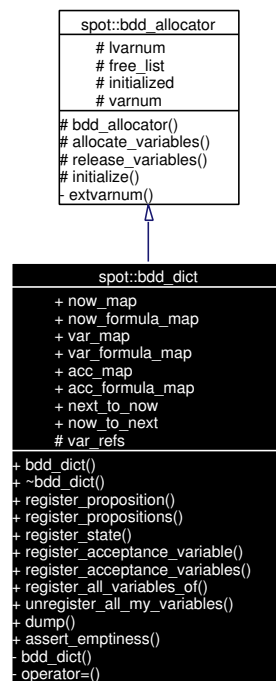 spot::bdd_allocator
# lvarnum
# free_list
# initialized
# varnum
# bdd_allocator()
# allocate_variables()
# release_variables()
# initialize()
- extvarnum()
spot::bdd_dict
+ now_map
+ now_formula_map
+ var_map
+ var_formula_map
+ acc_map
+ acc_formula_map
+ next_to_now
+ now_to_next
# var_refs
+ bdd_dict()
+ ~bdd_dict()
+ register_proposition()
+ register_propositions()
+ register_state()
+ register_acceptance_variable()
+ register_acceptance_variables()
+ register_all_variables_of()
+ unregister_all_my_variables()
+ dump()
+ assert_emptiness()
- bdd_dict()
- operator=()